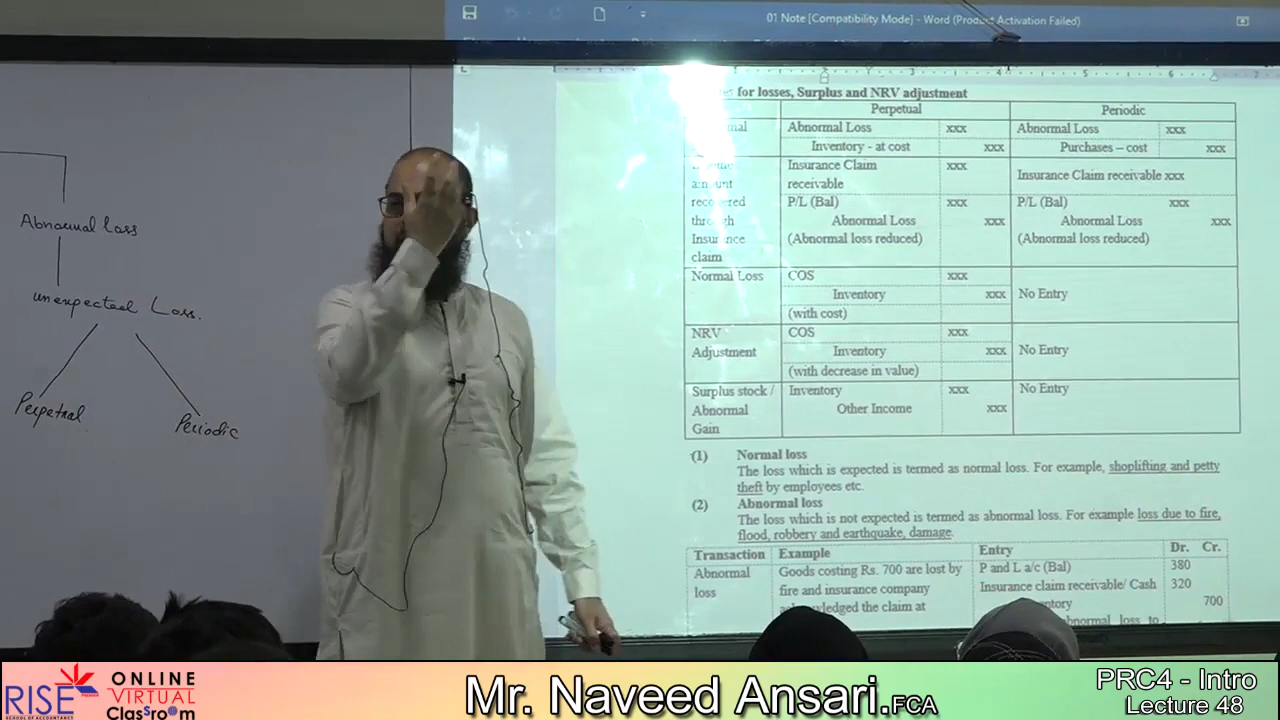 01 Note [Compatibility Mode] - Word (Product Activation Failed)
for losses, Surplus and NRV adjustment
Perpetual Periodic
Abnormal Loss xxx Abnormal Loss xxx
Inventory - at cost xxx Purchases – cost xxx
Insurance Claim xxx
receivable Insurance Claim receivable xxx
amount
recovered P/L (Bal) xxx P/L (Bal) xxx
through Abnormal Loss xxx Abnormal Loss xxx
Insurance (Abnormal loss reduced) (Abnormal loss reduced)
claim
Normal Loss COS xxx
Inventory xxx No Entry
(with cost)
NRV COS xxx
Adjustment Inventory xxx No Entry
(with decrease in value)
Surplus stock / Inventory xxx No Entry
Abnormal Other Income xxx
Gain
(1) Normal loss
The loss which is expected is termed as normal loss. For example, shoplifting and petty
theft by employees etc.
(2) Abnormal loss
The loss which is not expected is termed as abnormal loss. For example loss due to fire,
flood, robbery and earthquake, damage.
Transaction Example Entry Dr. Cr.
Abnormal Goods costing Rs. 700 are lost by P and L a/c (Bal) 380
loss fire and insurance company Insurance claim receivable/ Cash 320
the claim at 700
Abnormal loss
unexpected Loss.
Perpetual Periodic
RISE
SCHOOL OF ACCOUNTANCY
ONLINE
VIRTUAL
ClassroOm
Mr. Naveed Ansari.FCA
PRC4 - Intro
Lecture 48